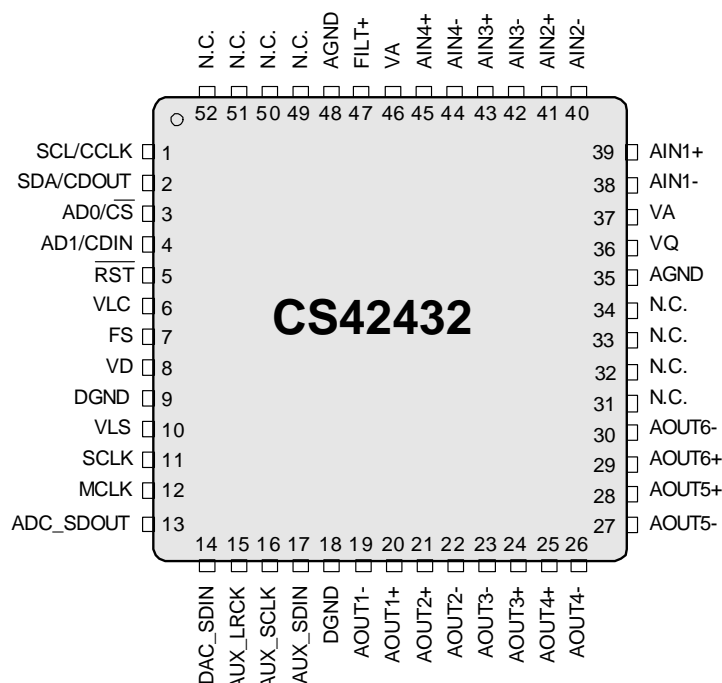 N.C.
N.C.
N.C.
N.C.
AGND
FILT+
VA
AIN4+
AIN4-
AIN3+
AIN3-
AIN2+
AIN2-
52 51 50 49 48 47 46 45 44 43 42 41 40
SCL/CCLK 1
SDA/CDOUT 2
AD0/CS 3
AD1/CDIN 4
RST 5
VLC 6
FS 7
VD 8
DGND 9
VLS 10
SCLK 11
MCLK 12
ADC_SDOUT 13
CS42432
39 AIN1+
38 AIN1-
37 VA
36 VQ
35 AGND
34 N.C.
33 N.C.
32 N.C.
31 N.C.
30 AOUT6-
29 AOUT6+
28 AOUT5+
27 AOUT5-
14 15 16 17 18 19 20 21 22 23 24 25 26
DAC_SDIN
AUX_LRCK
AUX_SCLK
AUX_SDIN
DGND
AOUT1-
AOUT1+
AOUT2+
AOUT2-
AOUT3-
AOUT3+
AOUT4+
AOUT4-